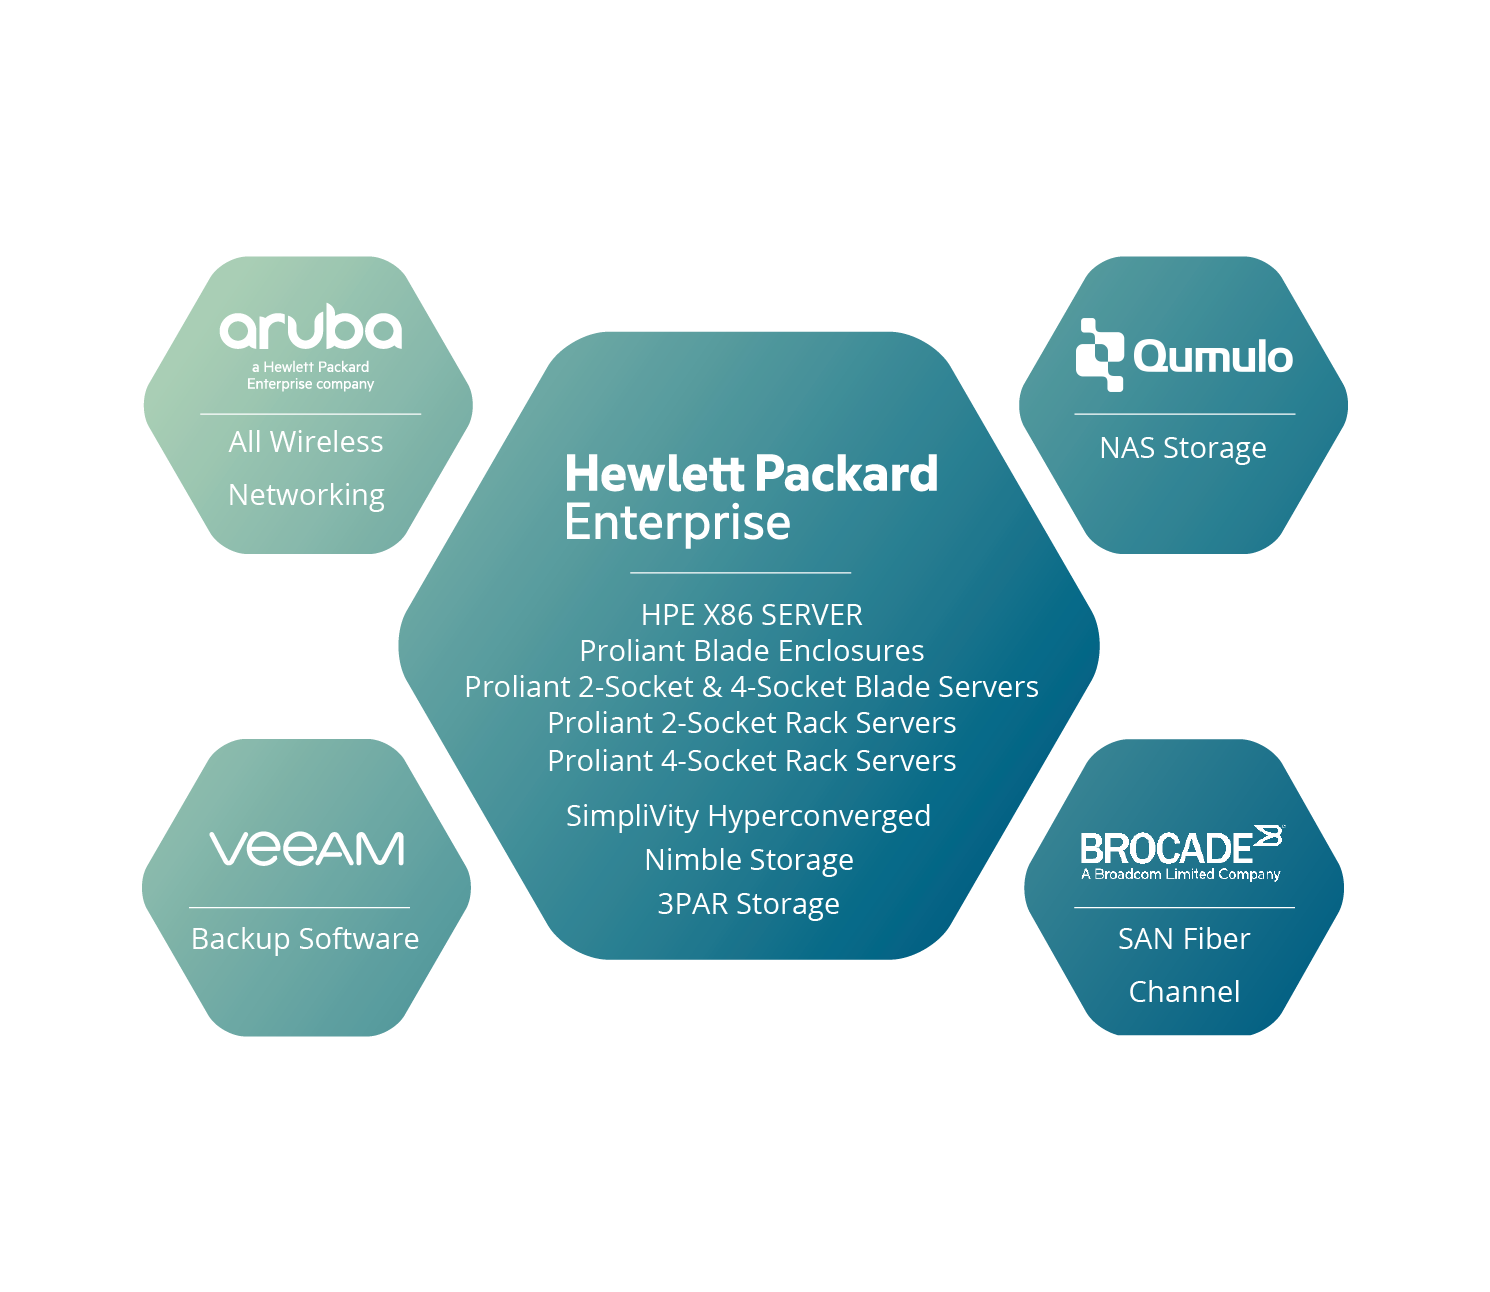 aruba
a Hewlett Packard
Enterprise company
All Wireless
Networking
Qumulo
NAS Storage
Hewlett Packard
Enterprise
HPE X86 SERVER
Proliant Blade Enclosures
Proliant 2-Socket & 4-Socket Blade Servers
Proliant 2-Socket Rack Servers
Proliant 4-Socket Rack Servers
SimpliVity Hyperconverged
Nimble Storage
3PAR Storage
veeAM
Backup Software
BROCADE
A Broadcom Limited Company
SAN Fiber
Channel